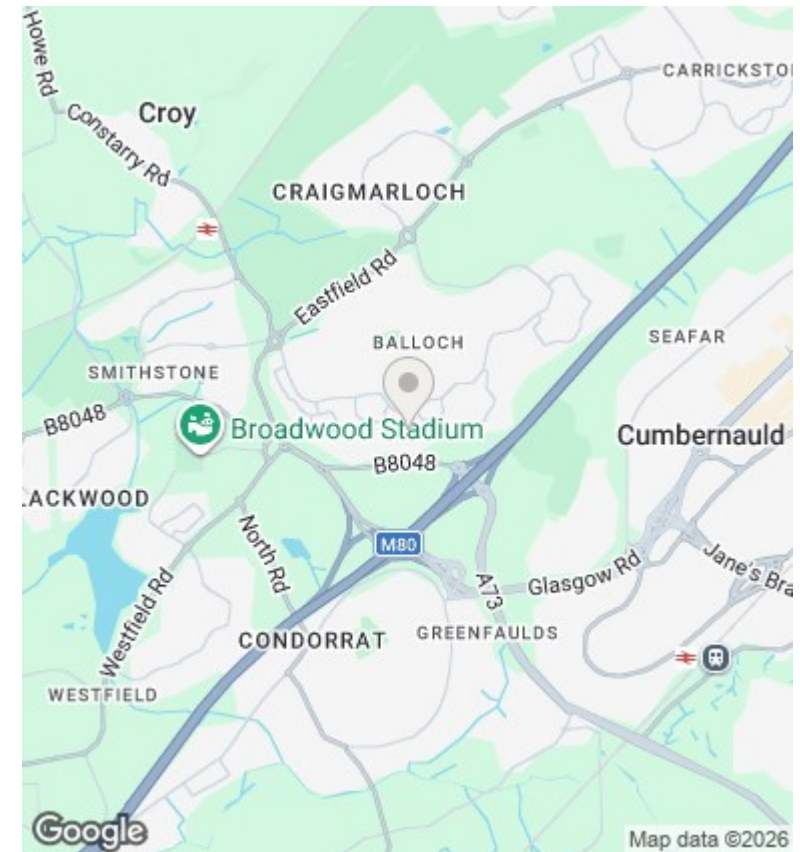 Howe Rd
Croy
Constarry Rd
CARRICKSTO
CRAIGMARLOCH
Eastfield Rd
BALLOCH
SEAFAR
SMITHSTONE
B8048
Broadwood Stadium
Cumbernauld
B8048
LACKWOOD
North Rd
M80
A73
Glasgow Rd
Jane's Bra
Westfield Rd
CONDORRAT
GREENFAULDS
WESTFIELD
Google
Map data ©2026